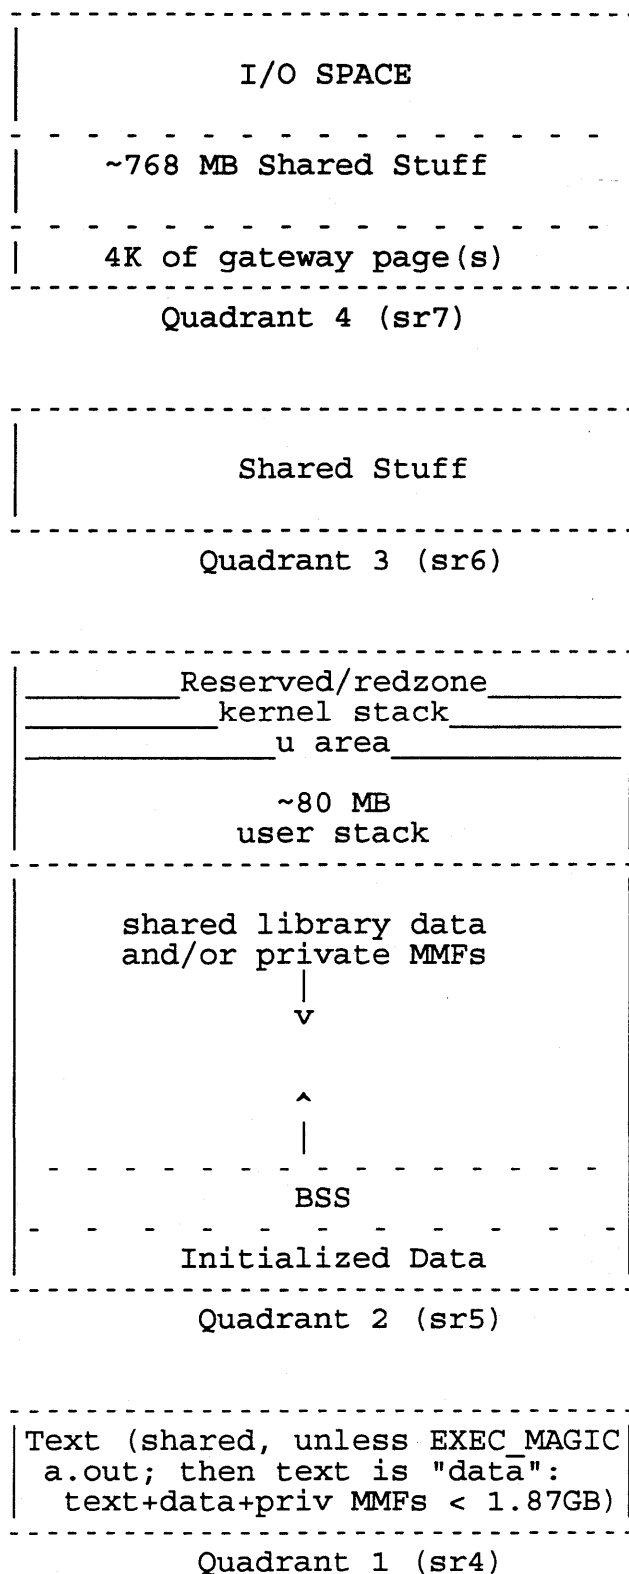 I/O SPACE
~768 MB Shared Stuff
4K of gateway page(s)
Quadrant 4 (sr7)
Shared Stuff
Quadrant 3 (sr6)
Reserved/redzone
kernel stack
u area
~80 MB
user stack
shared library data
and/or private MMFs
|
v
^
|
BSS
Initialized Data
Quadrant 2 (sr5)
Text (shared, unless EXEC_MAGIC
a.out; then text is "data":
text+data+priv MMFs < 1.87GB)
Quadrant 1 (sr4)